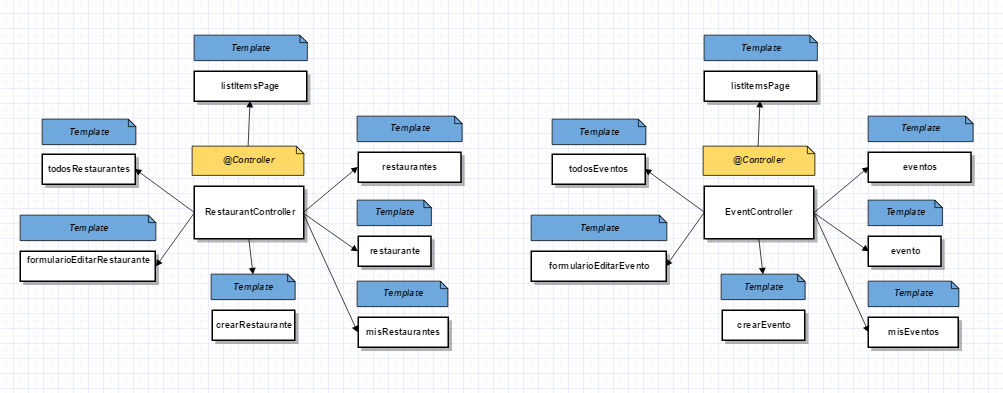 Template
listItemsPage
Template
todosRestaurantes
@Controller
RestaurantController
Template
restaurantes
Template
formularioEditarRestaurante
Template
restaurante
Template
crearRestaurante
Template
misRestaurantes
Template
listItemsPage
Template
todosEventos
@Controller
EventController
Template
eventos
Template
formularioEditarEvento
Template
evento
Template
crearEvento
Template
misEventos